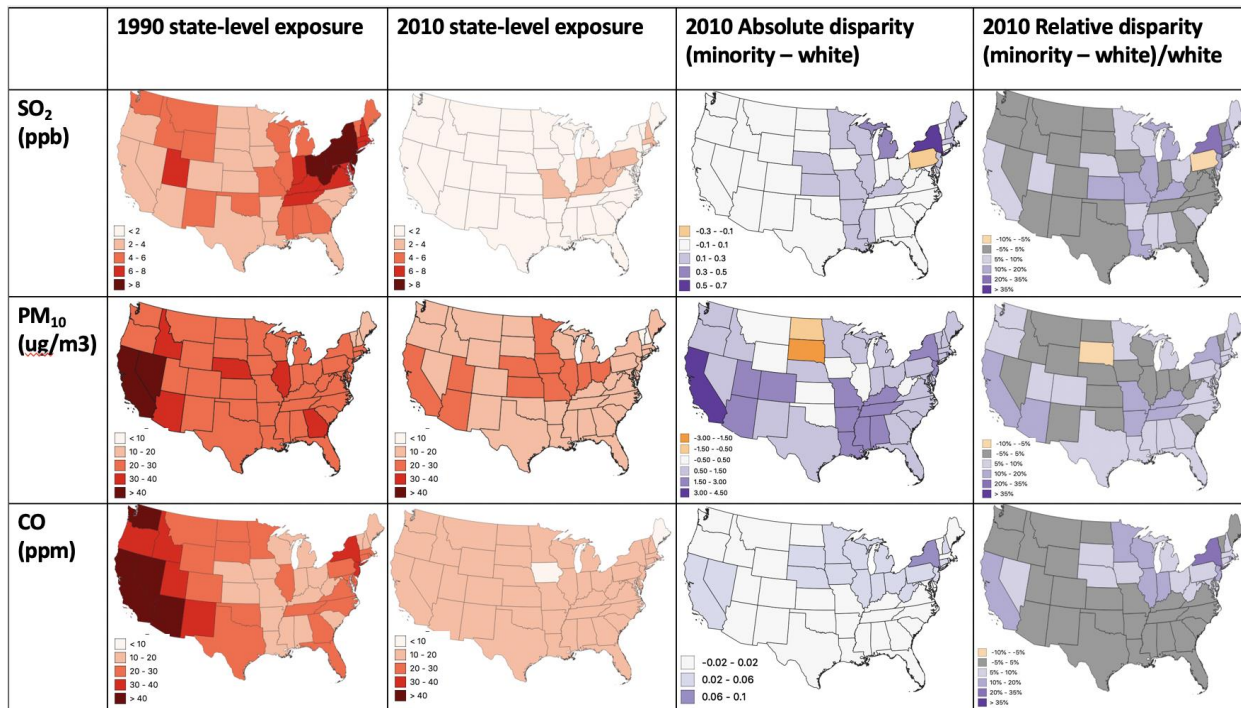 1990 state-level exposure
2010 state-level exposure
2010 Absolute disparity
(minority – white)
2010 Relative disparity
(minority – white)/white
SO2
(ppb)
< 2
2 - 4
4 - 6
6 - 8
> 8
< 2
2 - 4
4 - 6
6 - 8
> 8
-0.3 - -0.1
-0.1 - 0.1
0.1 - 0.3
0.3 - 0.5
0.5 - 0.7
-10% - -5%
-5% - 5%
5% - 10%
10% - 20%
20% - 35%
> 35%
PM10
(ug/m3)
< 10
10 - 20
20 - 30
30 - 40
> 40
< 10
10 - 20
20 - 30
30 - 40
> 40
-3.00 - -1.50
-1.50 - -0.50
-0.50 - 0.50
0.50 - 1.50
1.50 - 3.00
3.00 - 4.50
-10% - -5%
-5% - 5%
5% - 10%
10% - 20%
20% - 35%
> 35%
CO
(ppm)
< 10
10 - 20
20 - 30
30 - 40
> 40
< 10
10 - 20
20 - 30
30 - 40
> 40
-0.02 - 0.02
0.02 - 0.06
0.06 - 0.1
-10% - -5%
-5% - 5%
5% - 10%
10% - 20%
20% - 35%
> 35%